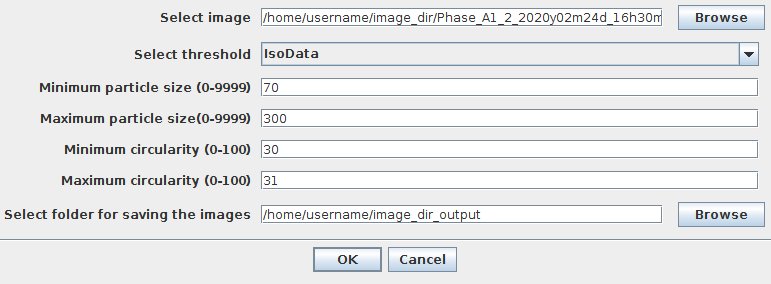 Select image /home/username/image_dir/Phase_A1_2_2020y02m24d_16h30m Browse
Select threshold IsoData
Minimum particle size (0-9999) 70
Maximum particle size(0-9999) 300
Minimum circularity (0-100) 30
Maximum circularity (0-100) 31
Select folder for saving the images /home/username/image_dir_output Browse
OK Cancel